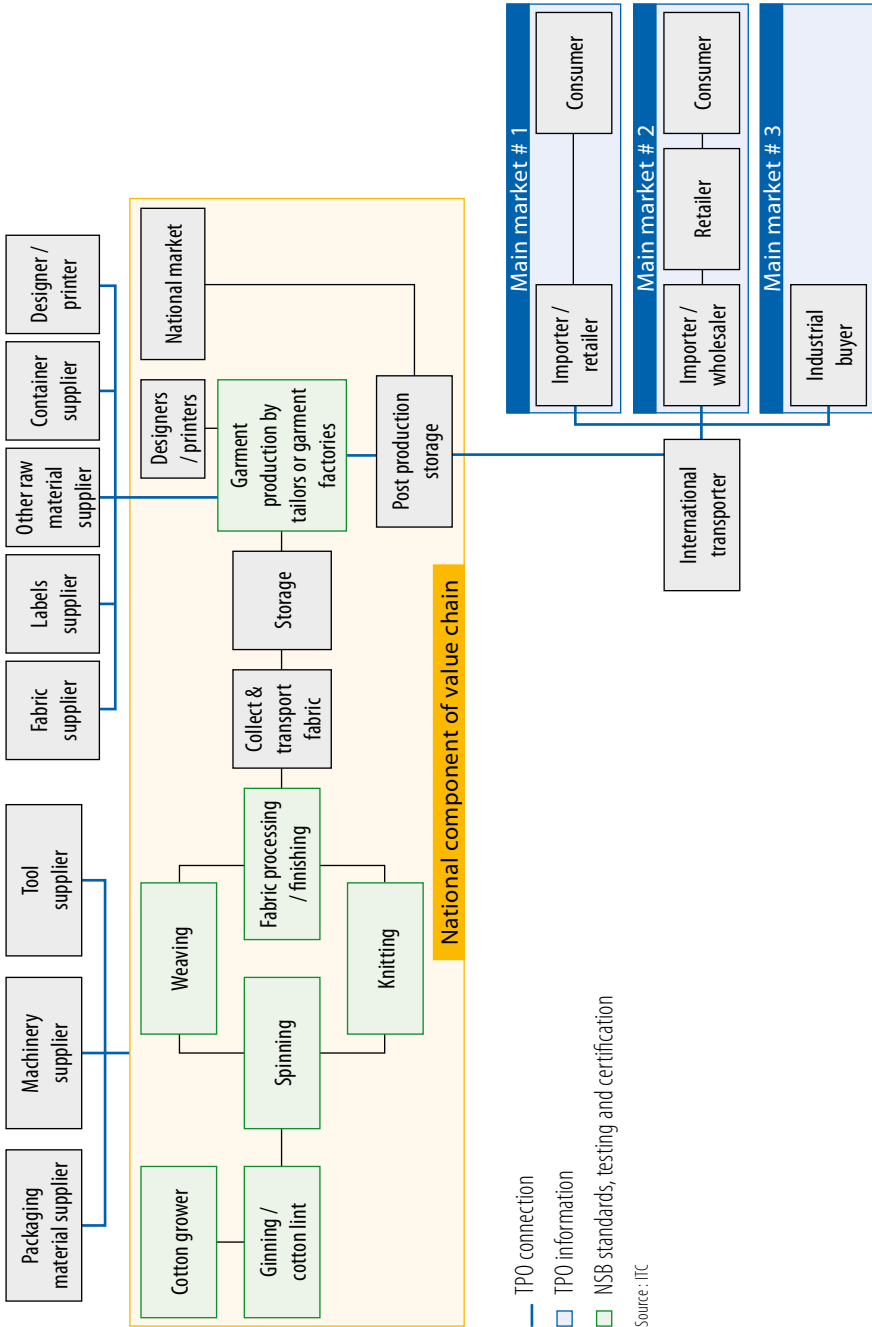 Packaging
material supplier
Machinery
supplier
Tool
supplier
Fabric
supplier
Labels
supplier
Other raw
material
supplier
Container
supplier
Designer /
printer
Cotton grower
Ginning /
cotton lint
Spinning
Weaving
Knitting
Fabric processing
/ finishing
Collect &
transport
fabric
Storage
Designers
/ printers
Garment
production by
tailors or garment
factories
National market
Post production
storage
National component of value chain
International
transporter
Main market # 1
Importer /
retailer
Consumer
Main market # 2
Importer /
wholesaler
Retailer
Consumer
Main market # 3
Industrial
buyer
TPO connection
TPO information
NSB standards, testing and certification
Source : ITC